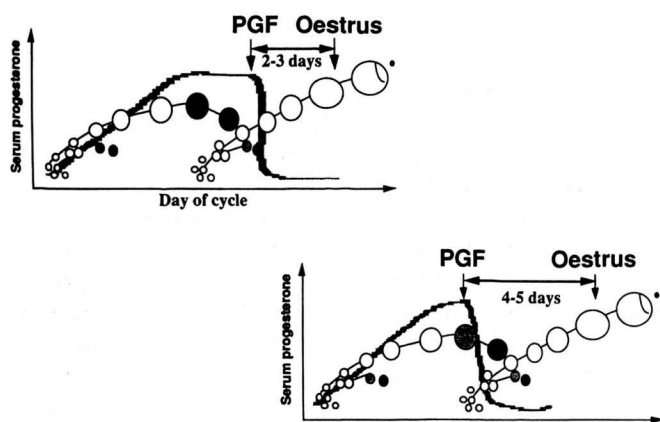 PGF Oestrus
2-3 days
Serum progesterone
Day of cycle
PGF Oestrus
4-5 days
Serum progesterone